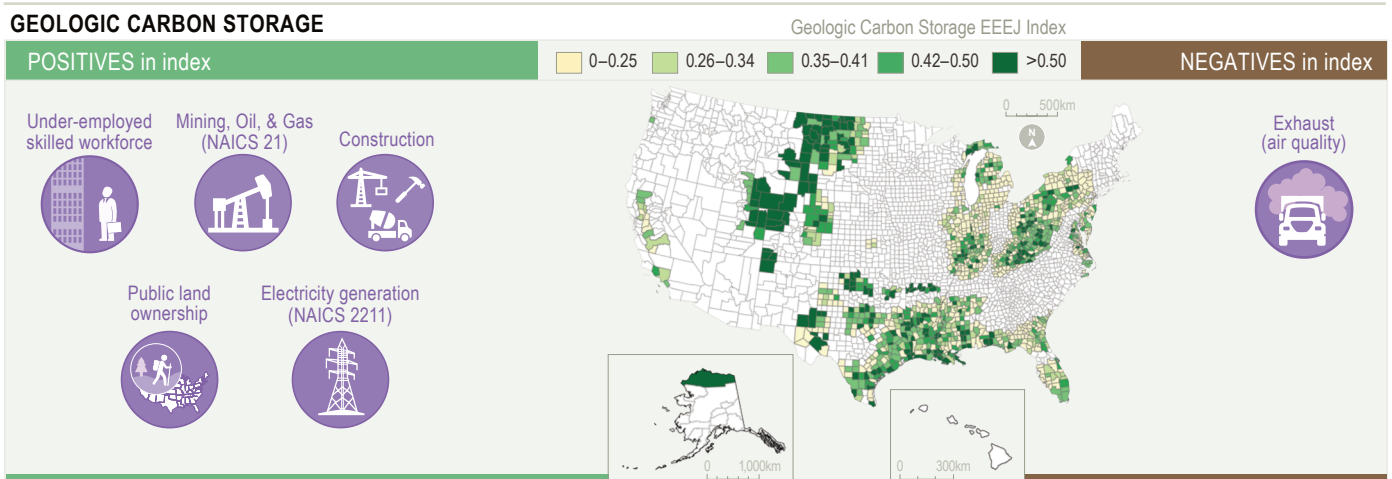 GEOLOGIC CARBON STORAGE
Geologic Carbon Storage EEEJ Index
POSITIVES in index
0–0.25
0.26–0.34
0.35–0.41
0.42–0.50
>0.50
NEGATIVES in index
Under-employed
skilled workforce
Mining, Oil, & Gas
(NAICS 21)
Construction
0 500km
N
Exhaust
(air quality)
Public land
ownership
Electricity generation
(NAICS 2211)
0 1,000km
0 300km